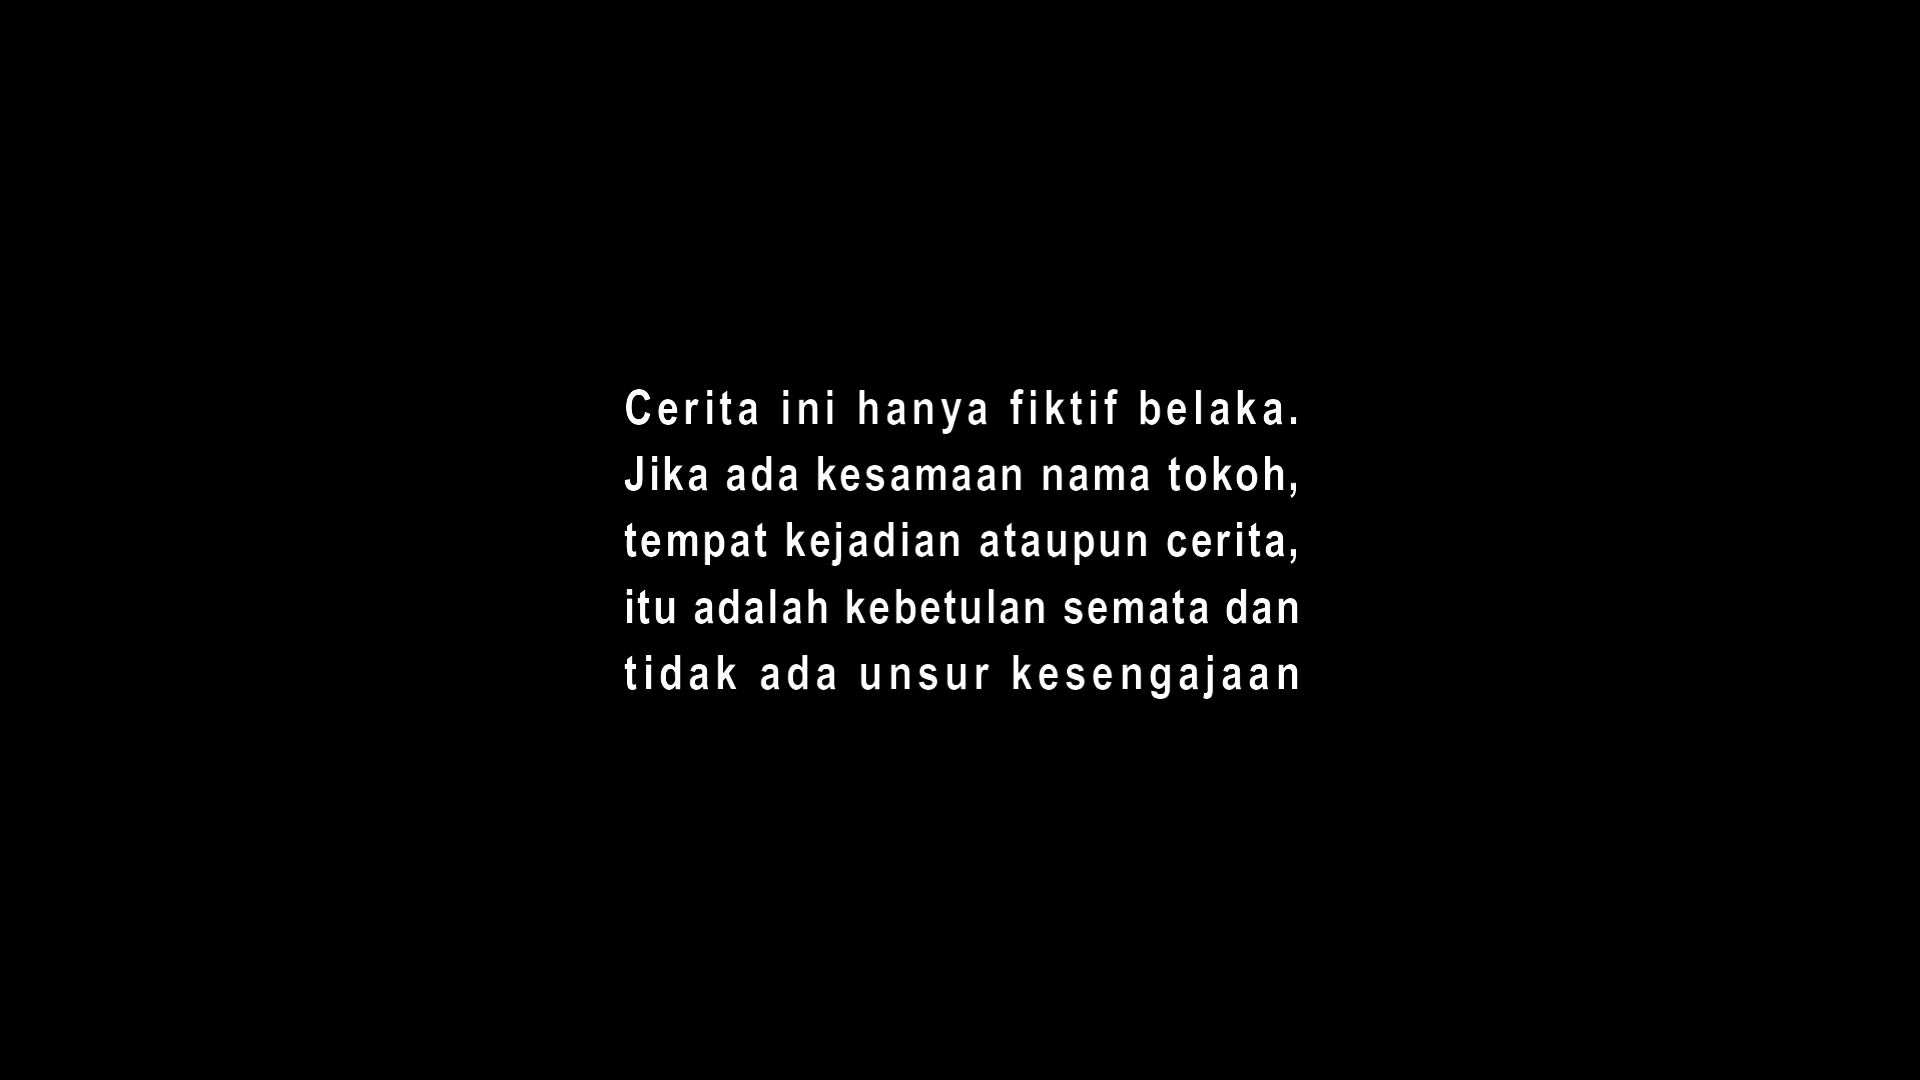 Cerita ini hanya fiktif belaka.
Jika ada kesamaan nama tokoh,
tempat kejadian ataupun cerita,
itu adalah kebetulan semata dan
tidak ada unsur kesengajaan